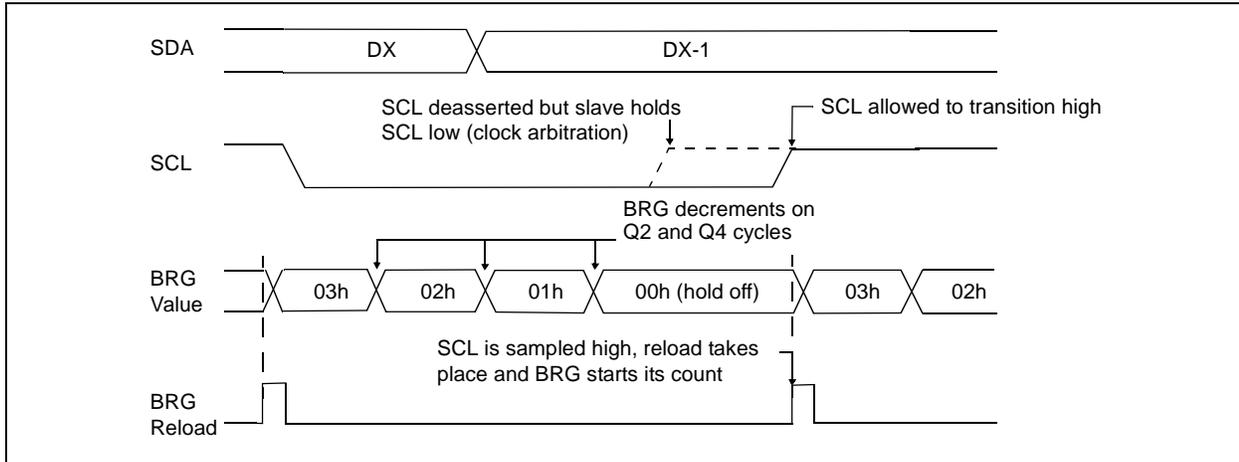 SDA
DX
DX-1
SCL deasserted but slave holds
SCL low (clock arbitration)
SCL allowed to transition high
SCL
BRG decrements on
Q2 and Q4 cycles
BRG
Value
03h
02h
01h
00h (hold off)
03h
02h
SCL is sampled high, reload takes
place and BRG starts its count
BRG
Reload